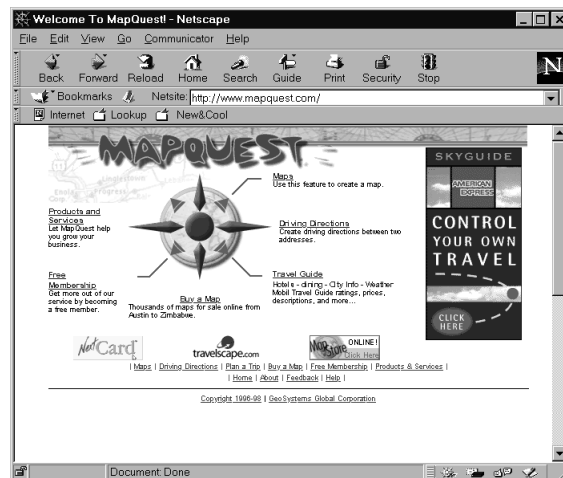 Welcome To MapQuest! - Netscape
File Edit View Go Communicator Help
Back Forward Reload Home Search Guide Print Security Stop
N
Bookmarks Netsite: http://www.mapquest.com/
Internet Lookup New&Cool
MAPQUEST
Maps
Use this feature to create a map.
Products and
Services
Let MapQuest help
you grow your
business.
Driving Directions
Create driving directions between two
addresses.
Free
Membership
Get more out of our
service by becoming
a free member.
Travel Guide
Hotels - dining - City Info - Weather
Mobil Travel Guide ratings, prices,
descriptions, and more...
Buy a Map
Thousands of maps for sale online from
Austin to Zimbabwe.
SKYGUIDE
AMERICAN
EXPRESS
CONTROL
YOUR OWN
TRAVEL
CLICK
HERE
NextCard
travelscape.com
MapStore ONLINE!
Click Here
| Maps | Driving Directions | Plan a Trip | Buy a Map | Free Membership | Products & Services |
| Home | About | Feedback | Help |
Copyright 1996-98 | GeoSystems Global Corporation
Document: Done